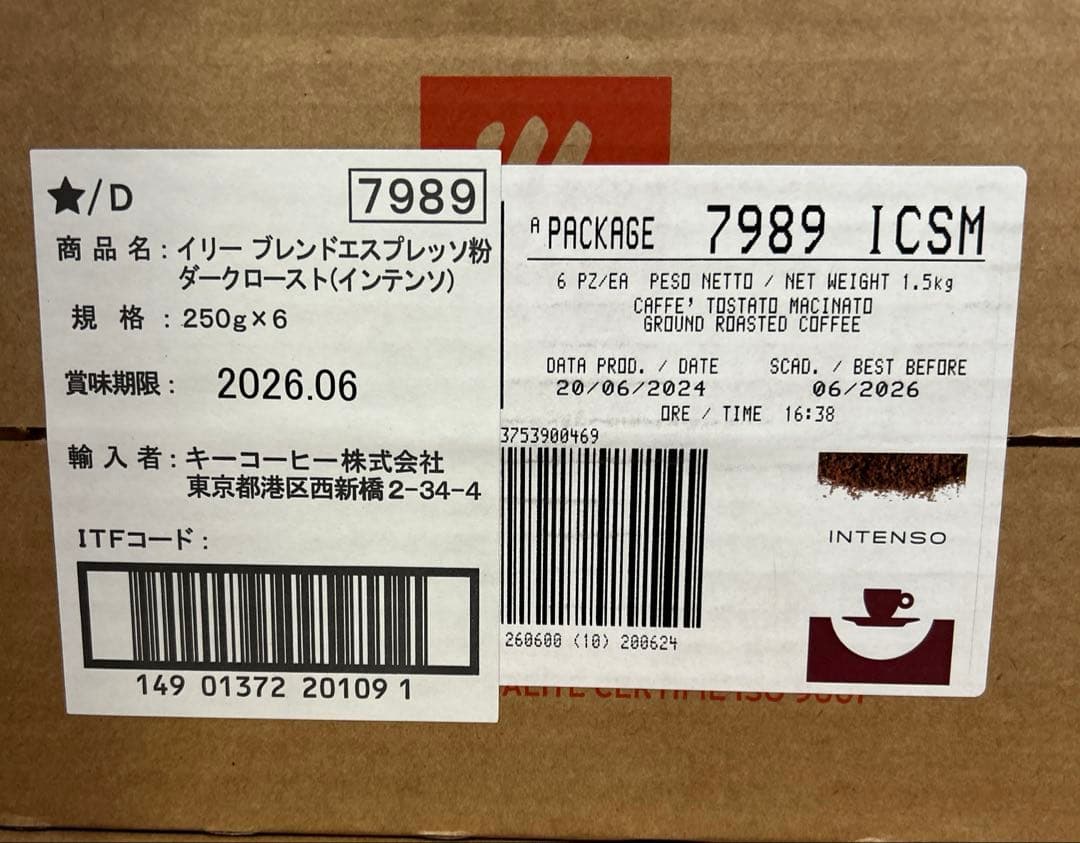 ★/D
7989
商品名：イリー ブレンドエスプレッソ粉
ダークロースト(インテンソ)
規 格 ：250g×6
賞味期限： 2026.06
輸入者：キーコーヒー株式会社
東京都港区西新橋2-34-4
ITFコード：
149 01372 20109 1
A PACKAGE 7989 ICSM
6 PZ/EA PESO NETTO / NET WEIGHT 1.5kg
CAFFE' TOSTATO MACINATO
GROUND ROASTED COFFEE
DATA PROD. / DATE
20/06/2024
SCAD. / BEST BEFORE
06/2026
ORE / TIME 16:38
3753900469
260600 (10) 200624
INTENSO